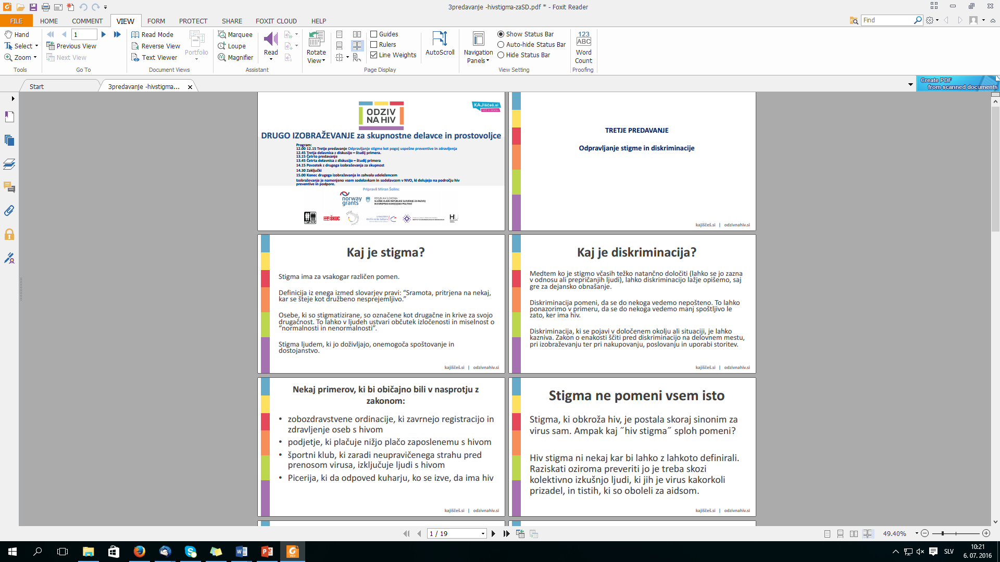 3predavanje -hivstigma-zaSD.pdf * - Foxit Reader
FILE HOME COMMENT VIEW FORM PROTECT SHARE FOXIT CLOUD HELP
Find
Hand
Select
Zoom
Tools
1
Previous View
Next View
Go To
Read Mode
Reverse View
Text Viewer
Portfolio
Document Views
Marquee
Loupe
Magnifier
Read
Assistant
Rotate
View
Guides
Rulers
Line Weights
Page Display
AutoScroll
Navigation
Panels
Show Status Bar
Auto-hide Status Bar
Hide Status Bar
View Setting
123
ABC
Word
Count
Proofing
Start
3predavanje -hivstigma...
Create PDF
from scanned documents
ODZIV
NA HIV
KAJiščeš.si
DRUGO IZOBRAŽEVANJE za skupnostne delavce in prostovoljce
Program:
12.00 12.15 Tretje predavanje Odpravljanje stigme kot pogoj uspešne preventive in zdravljenja
12.45 Tretja delavnica z diskusijo – študij primera.
13.15 Četrto predavanje
13.45 Četrta delavnica z diskusijo – študij primera
14.15 Povzetek z drugega izobraževanja za skupnost
14.30 Zaključki
15.00 Konec drugega izobraževanja in zahvala udeležencem
Izobraževanje je namenjeno vsem sodelavkam in sodelavcem v NVO, ki delujejo na področju hiv
preventive in podpore.
Pripravil Miran Šolinc
norway
grants
REPUBLIKA SLOVENIJA
SLUŽBA VLADE REPUBLIKE SLOVENIJE ZA RAZVOJ
IN EVROPSKO KOHEZIJSKO POLITIKO
ŠKUC
TRETJE PREDAVANJE
Odpravljanje stigme in diskriminacije
kajiščeš.si | odzivnahiv.si
Kaj je stigma?
Stigma ima za vsakogar različen pomen.
Definicija iz enega izmed slovarjev pravi: “Sramota, pritrjena na nekaj,
kar se šteje kot družbeno nesprejemljivo.”
Osebe, ki so stigmatizirane, so označene kot drugačne in krive za svojo
drugačnost. To lahko v ljudeh ustvari občutek izločenosti in miselnost o
“normalnosti in nenormalnosti”.
Stigma ljudem, ki jo doživljajo, onemogoča spoštovanje in
dostojanstvo.
kajiščeš.si | odzivnahiv.si
Kaj je diskriminacija?
Medtem ko je stigmo včasih težko natančno določiti (lahko se jo zazna
v odnosu ali prepričanjih ljudi), lahko diskriminacijo lažje opišemo, saj
gre za dejansko obnašanje.
Diskriminacija pomeni, da se do nekoga vedemo nepošteno. To lahko
ponazorimo v primeru, da se do nekoga vedemo manj spoštljivo le
zato, ker ima hiv.
Diskriminacija, ki se pojavi v določenem okolju ali situaciji, je lahko
kazniva. Zakon o enakosti ščiti pred diskriminacijo na delovnem mestu,
pri izobraževanju ter pri nakupovanju, poslovanju in uporabi storitev.
kajiščeš.si | odzivnahiv.si
Nekaj primerov, ki bi običajno bili v nasprotju z
zakonom:
• zobozdravstvene ordinacije, ki zavrnejo registracijo in
zdravljenje oseb s hivom
• podjetje, ki plačuje nižjo plačo zaposlenemu s hivom
• športni klub, ki zaradi neupravičenega strahu pred
prenosom virusa, izključuje ljudi s hivom
• Picerija, ki da odpoved kuharju, ko se izve, da ima hiv
kajiščeš.si | odzivnahiv.si
Stigma ne pomeni vsem isto
Stigma, ki obkroža hiv, je postala skoraj sinonim za
virus sam. Ampak kaj ˝hiv stigma˝ sploh pomeni?
Hiv stigma ni nekaj kar bi lahko z lahkoto definirali.
Raziskati oziroma preveriti jo je treba skozi
kolektivno izkušnjo ljudi, ki jih je virus kakorkoli
prizadel, in tistih, ki so oboleli za aidsom.
kajiščeš.si | odzivnahiv.si
1 / 19
49.40%
SLV
10:21
6. 07. 2016